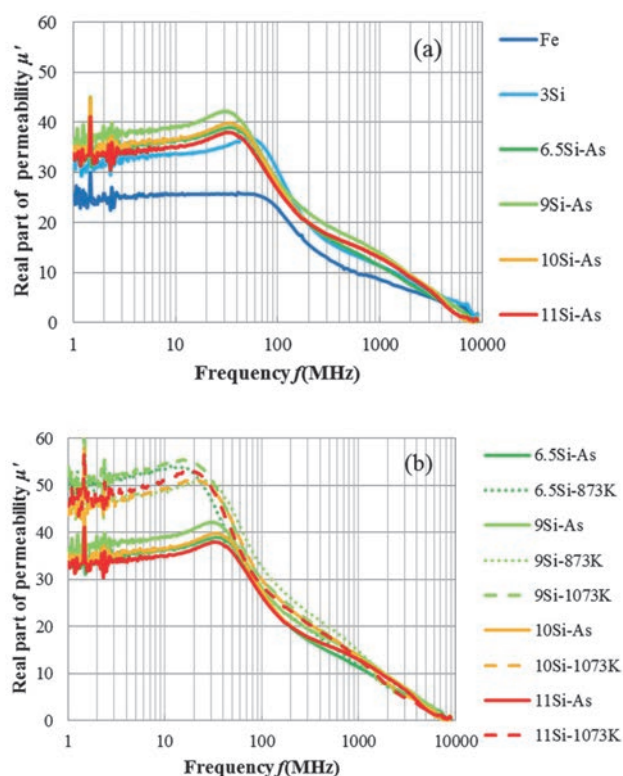 60
50
40
30
20
10
0
Real part of permeability μ'
(a)
1
10
100
1000
10000
Frequency f(MHz)
Fe
3Si
6.5Si-As
9Si-As
10Si-As
11Si-As
60
50
40
30
20
10
0
Real part of permeability μ'
(b)
1
10
100
1000
10000
Frequency f(MHz)
6.5Si-As
6.5Si-873K
9Si-As
9Si-873K
9Si-1073K
10Si-As
10Si-1073K
11Si-As
11Si-1073K